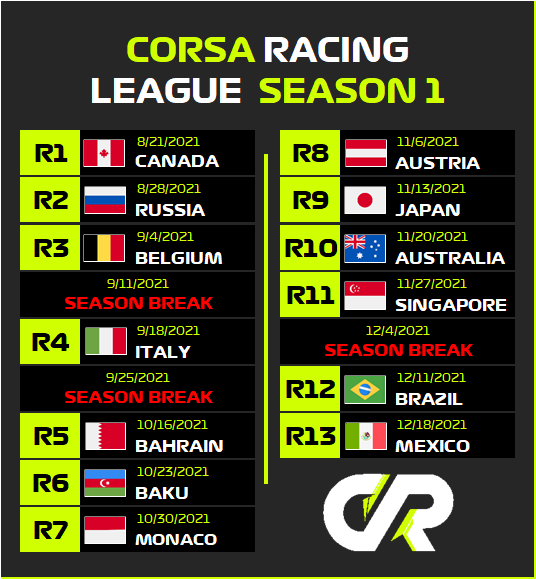 CORSA RACING
LEAGUE SEASON 1
R1
8/21/2021
CANADA
R2
8/28/2021
RUSSIA
R3
9/4/2021
BELGIUM
9/11/2021
SEASON BREAK
R4
9/18/2021
ITALY
9/25/2021
SEASON BREAK
R5
10/16/2021
BAHRAIN
R6
10/23/2021
BAKU
R7
10/30/2021
MONACO
R8
11/6/2021
AUSTRIA
R9
11/13/2021
JAPAN
R10
11/20/2021
AUSTRALIA
R11
11/27/2021
SINGAPORE
12/4/2021
SEASON BREAK
R12
12/11/2021
BRAZIL
R13
12/18/2021
MEXICO
CR